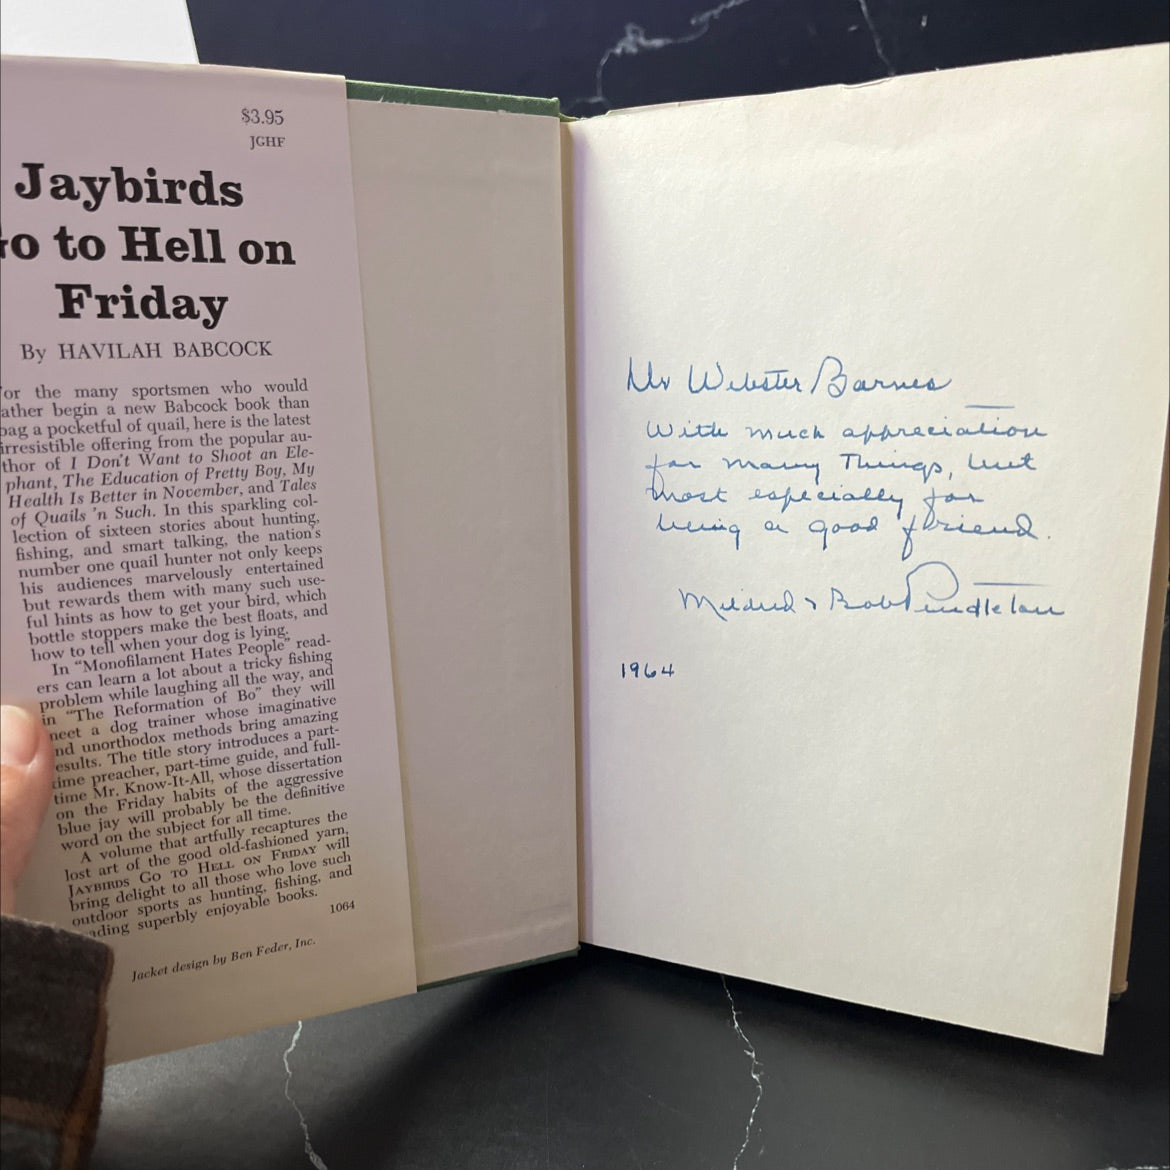 $3.95
JGHF
Jaybirds
Go to Hell on
Friday
By HAVILAH BABCOCK
For the many sportsmen who would
rather begin a new Babcock book than
bag a pocketful of quail, here is the latest
irresistible offering from the popular au-
thor of I Don't Want to Shoot an Ele-
phant, The Education of Pretty Boy, My
Health Is Better in November, and Tales
of Quails 'n Such. In this sparkling col-
lection of sixteen stories about hunting,
fishing, and smart talking, the nation's
number one quail hunter not only keeps
his audiences marvelously entertained
but rewards them with many such use-
ful hints as how to get your bird, which
bottle stoppers make the best floats, and
how to tell when your dog is lying.
In "Monofilament Hates People" read-
ers can learn a lot about a tricky fishing
problem while laughing all the way, and
in "The Reformation of Bo" they will
meet a dog trainer whose imaginative
and unorthodox methods bring amazing
results. The title story introduces a part-
time preacher, part-time guide, and full-
time Mr. Know-It-All, whose dissertation
on the Friday habits of the aggressive
blue jay will probably be the definitive
word on the subject for all time.
A volume that artfully recaptures the
lost art of the good old-fashioned yarn,
JAYBIRDS GO TO HELL ON FRIDAY will
bring delight to all those who love such
outdoor sports as hunting, fishing, and
reading superbly enjoyable books.
1064
Jacket design by Ben Feder, Inc.
Mr Webster Barnes
With much appreciation
for many Things, but
most especially for
being a good friend.
Mildred & Bob Pendleton
1964